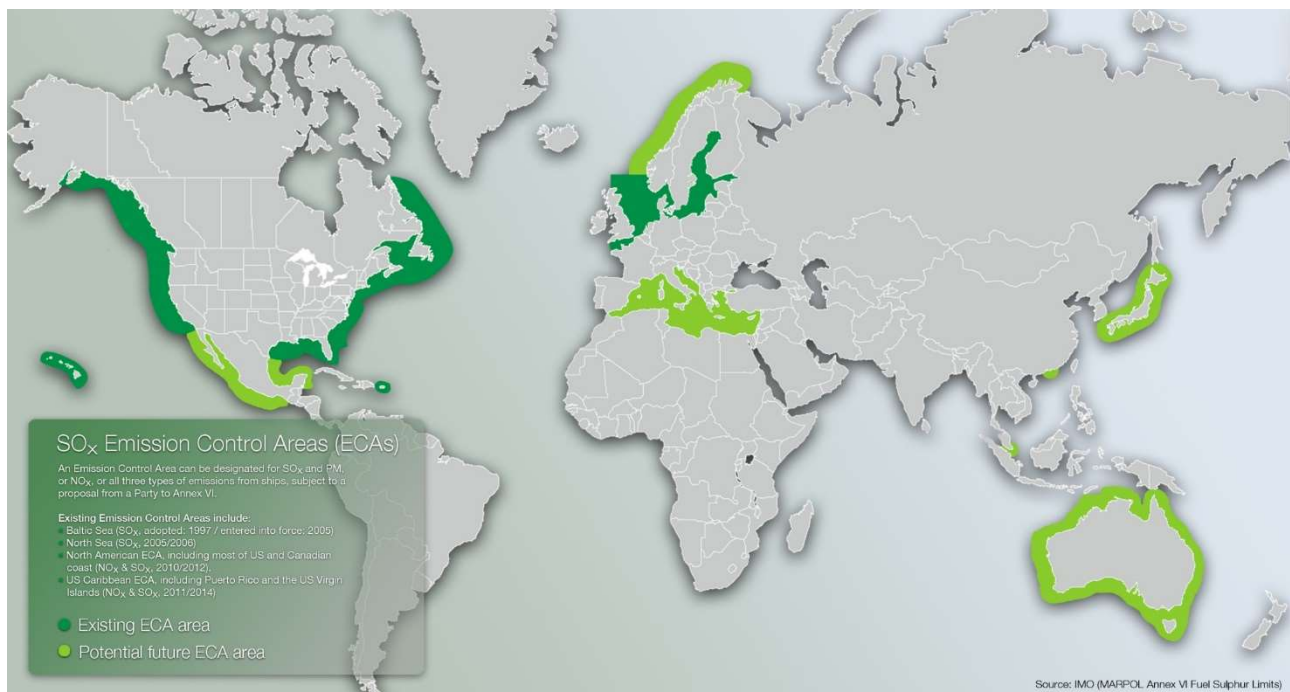 SOx Emission Control Areas (ECAs)
An Emission Control Area can be designated for SOx and PM,
or NOx, or all three types of emissions from ships, subject to a
proposal from a Party to Annex VI.
Existing Emission Control Areas include:
• Baltic Sea (SOx, adopted: 1997 / entered into force: 2005)
• North Sea (SOx, 2005/2006)
• North American ECA, including most of US and Canadian
coast (NOx & SOx, 2010/2012).
• US Caribbean ECA, including Puerto Rico and the US Virgin
Islands (NOx & SOx, 2011/2014)
Existing ECA area
Potential future ECA area
Source: IMO (MARPOL Annex VI Fuel Sulphur Limits)